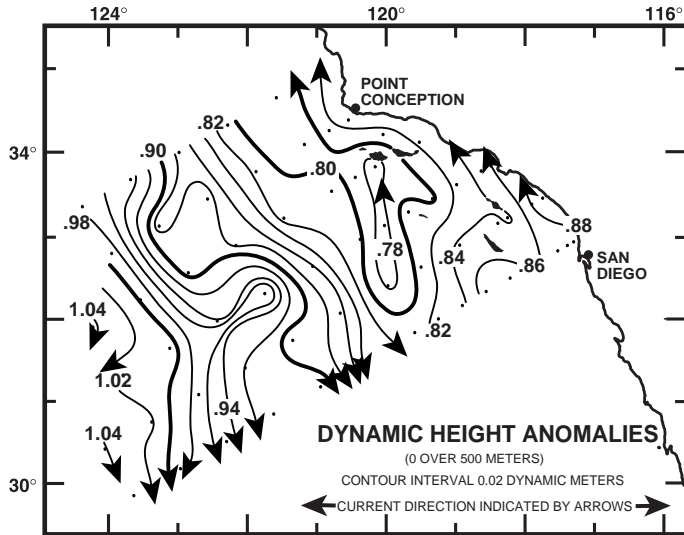 124°
120°
116°
POINT
CONCEPTION
.82
34°
.90
.80
.98
.88
.78
.84
SAN
DIEGO
.86
1.04
.82
1.02
.94
1.04
DYNAMIC HEIGHT ANOMALIES
(0 OVER 500 METERS)
CONTOUR INTERVAL 0.02 DYNAMIC METERS
30°
CURRENT DIRECTION INDICATED BY ARROWS